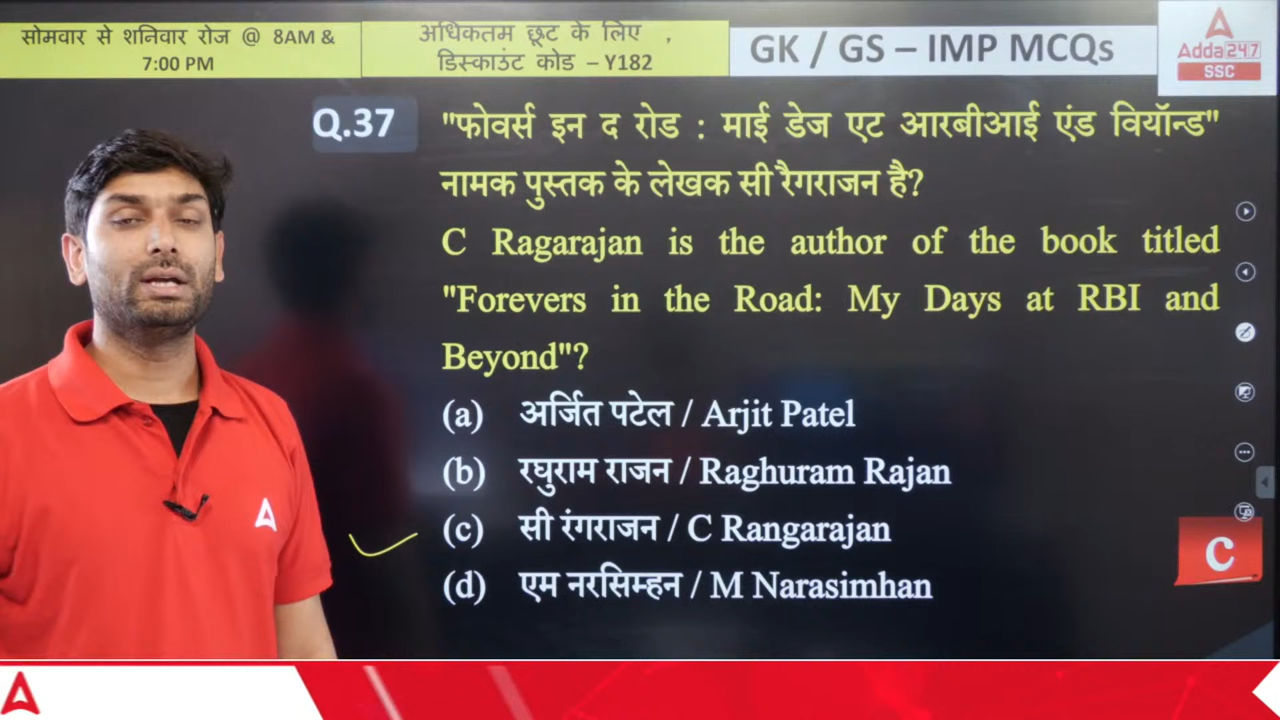 सोमवार से शनिवार रोज @ 8AM &
7:00 PM
अधिकतम छूट के लिए ,
डिस्काउंट कोड – Y182
GK / GS – IMP MCQs
Adda247
SSC
Q.37
"फोवर्स इन द रोड : माई डेज एट आरबीआई एंड वियॉन्ड"
नामक पुस्तक के लेखक सी रैगराजन है?
C Ragarajan is the author of the book titled
"Forevers in the Road: My Days at RBI and
Beyond"?
(a) अर्जित पटेल / Arjit Patel
(b) रघुराम राजन / Raghuram Rajan
(c) सी रंगराजन / C Rangarajan
(d) एम नरसिम्हन / M Narasimhan
C